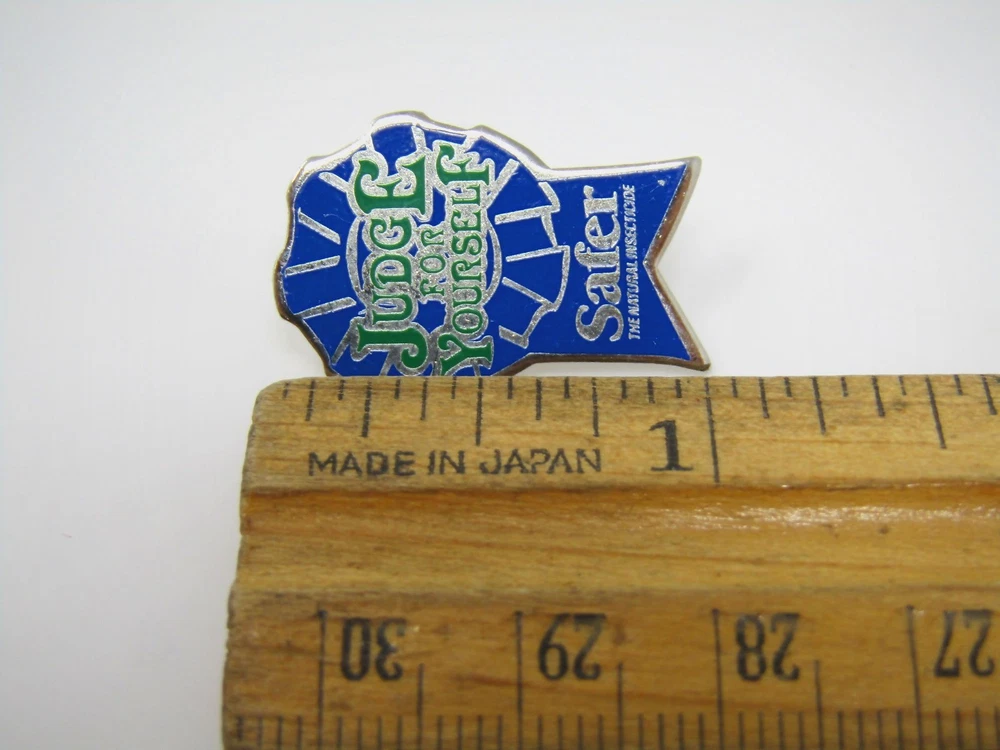 JUDGE
FOR
YOURSELF
Safer
THE NATURAL INSECTICIDE
1
MADE IN JAPAN
30 29 28 27